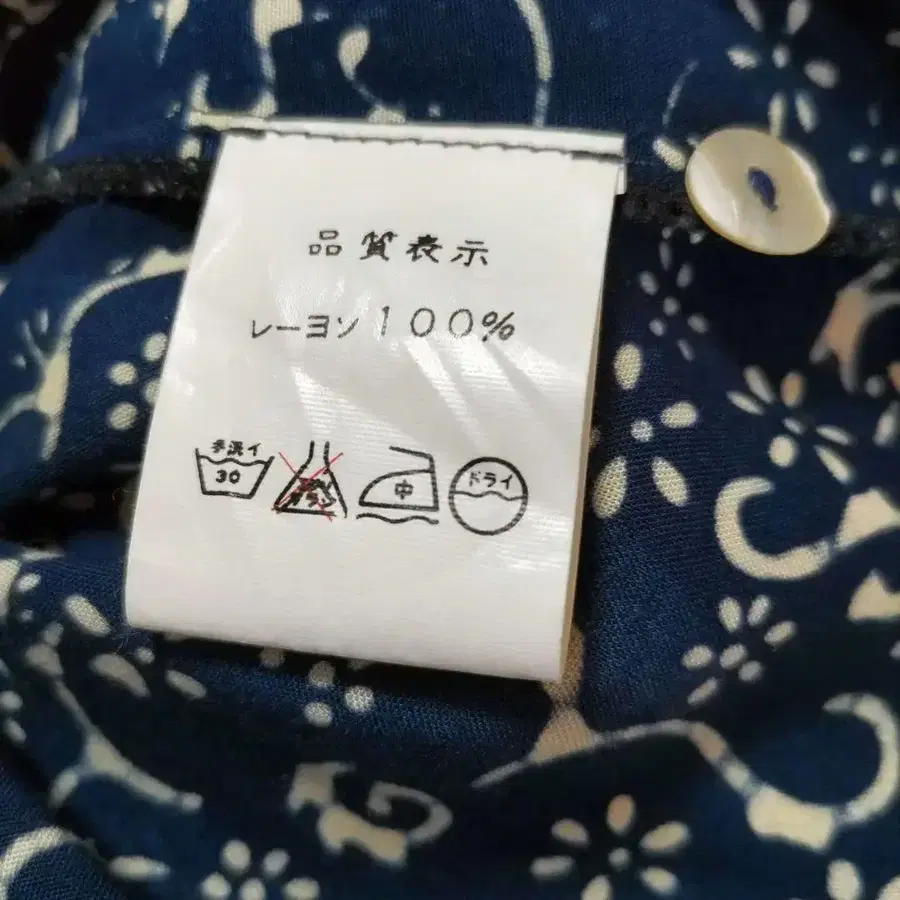 品質表示
レーヨン100%
手洗イ
30
中
ドライ